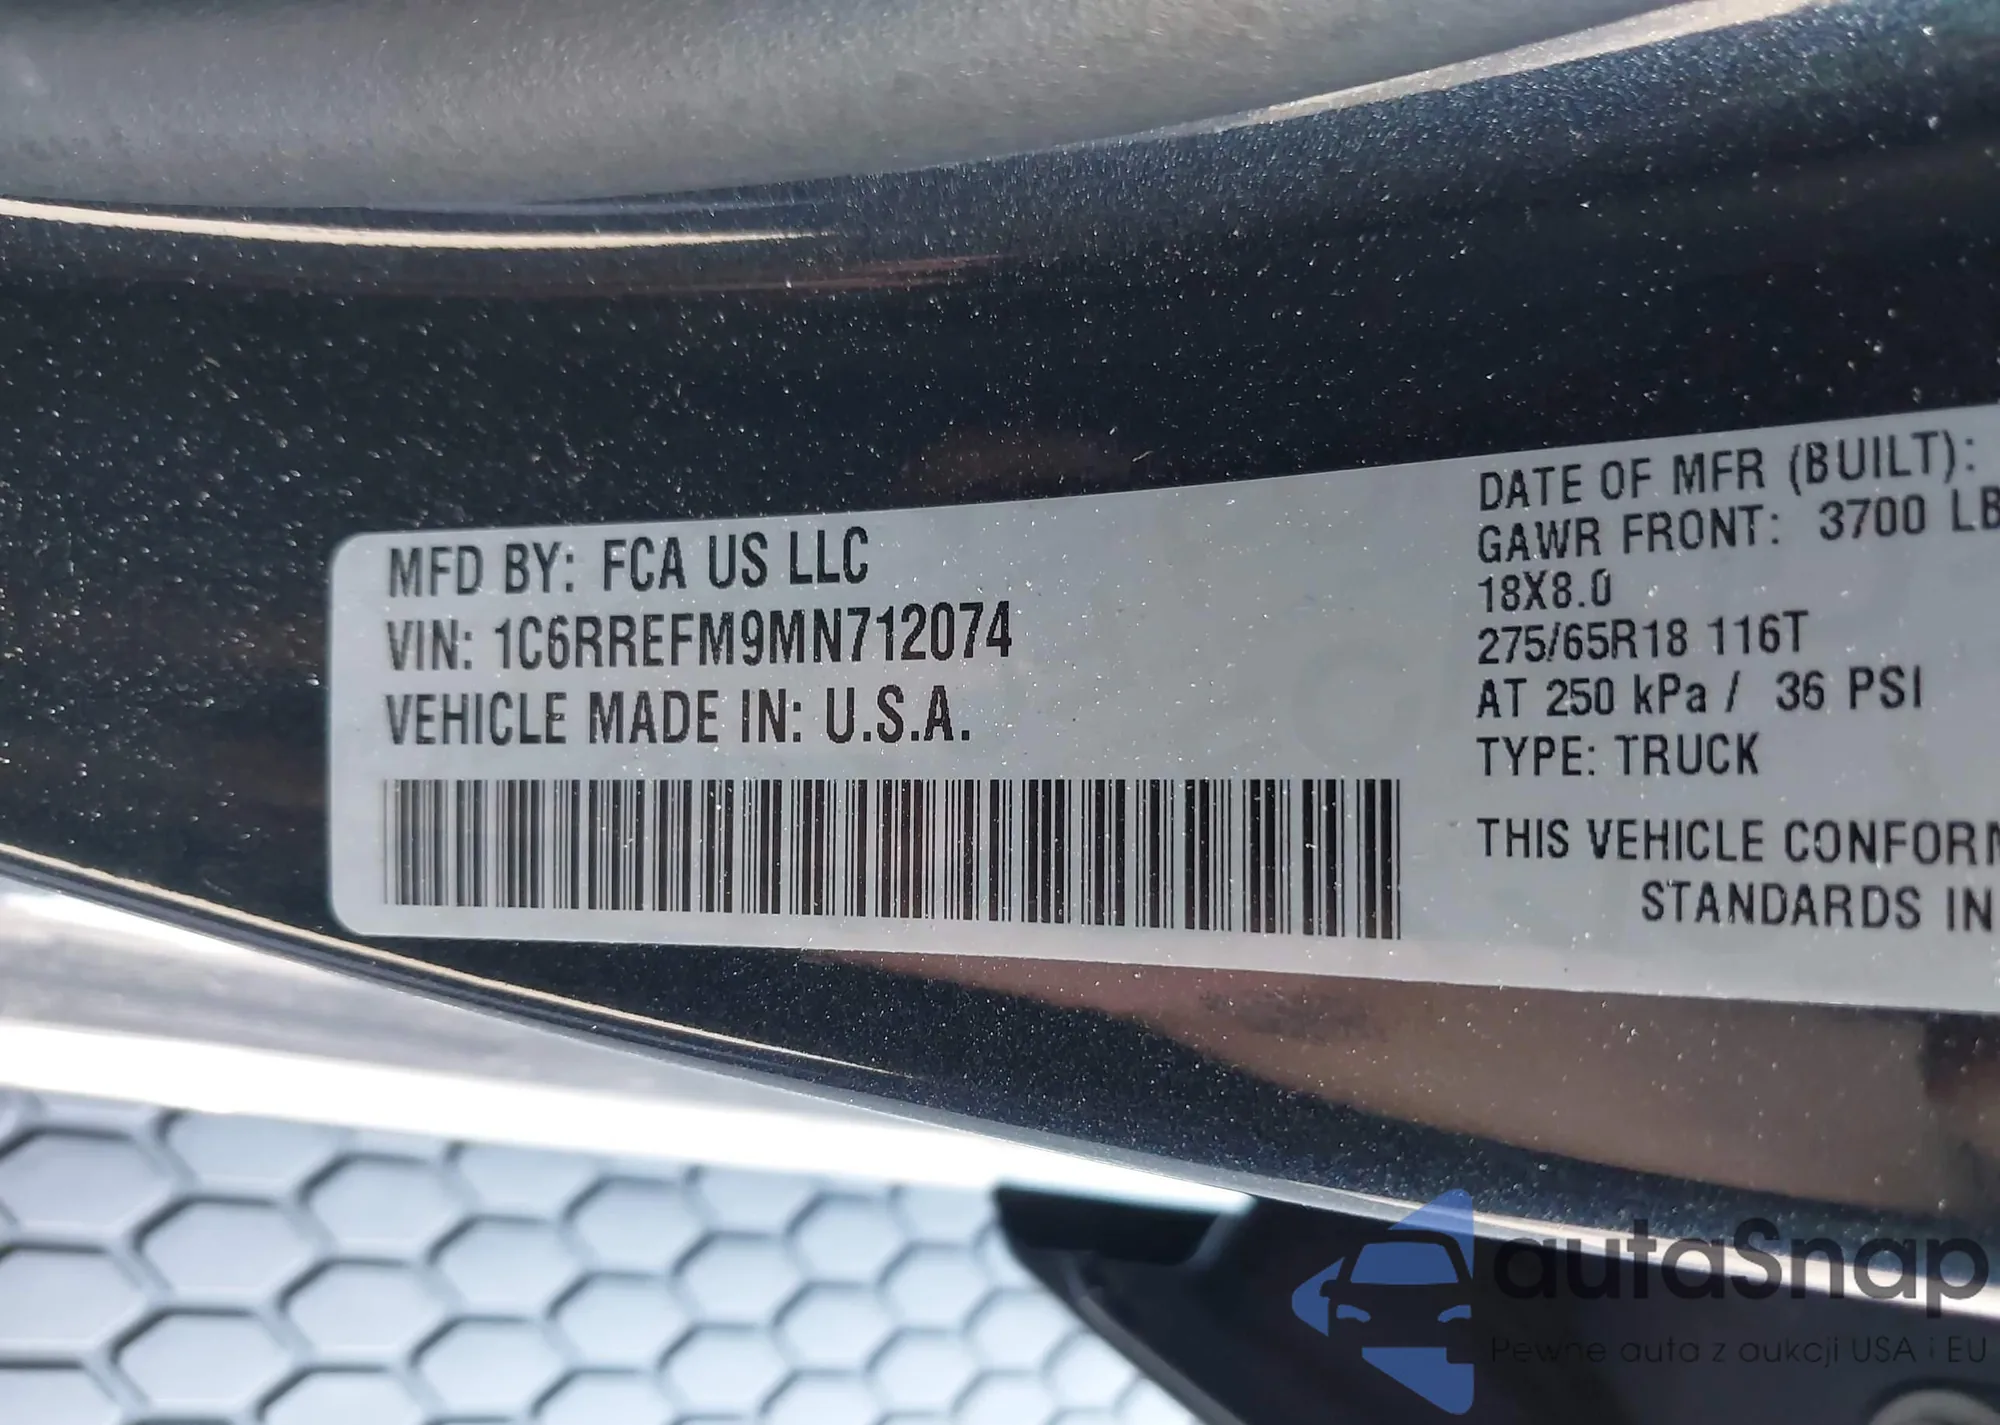 MFD BY: FCA US LLC
VIN: 1C6RREFM9MN712074
VEHICLE MADE IN: U.S.A.
DATE OF MFR (BUILT):
GAWR FRONT: 3700 LB
18X8.0
275/65R18 116T
AT 250 kPa / 36 PSI
TYPE: TRUCK
THIS VEHICLE CONFORM
STANDARDS IN
autaSnap
Pewne auta z aukcji USA i EU